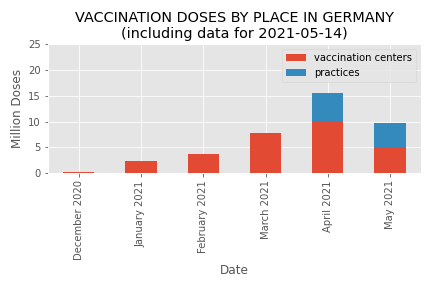 VACCINATION DOSES BY PLACE IN GERMANY
(including data for 2021-05-14)
25
20
15
10
5
0
Million Doses
vaccination centers
practices
December 2020
January 2021
February 2021
March 2021
April 2021
May 2021
Date